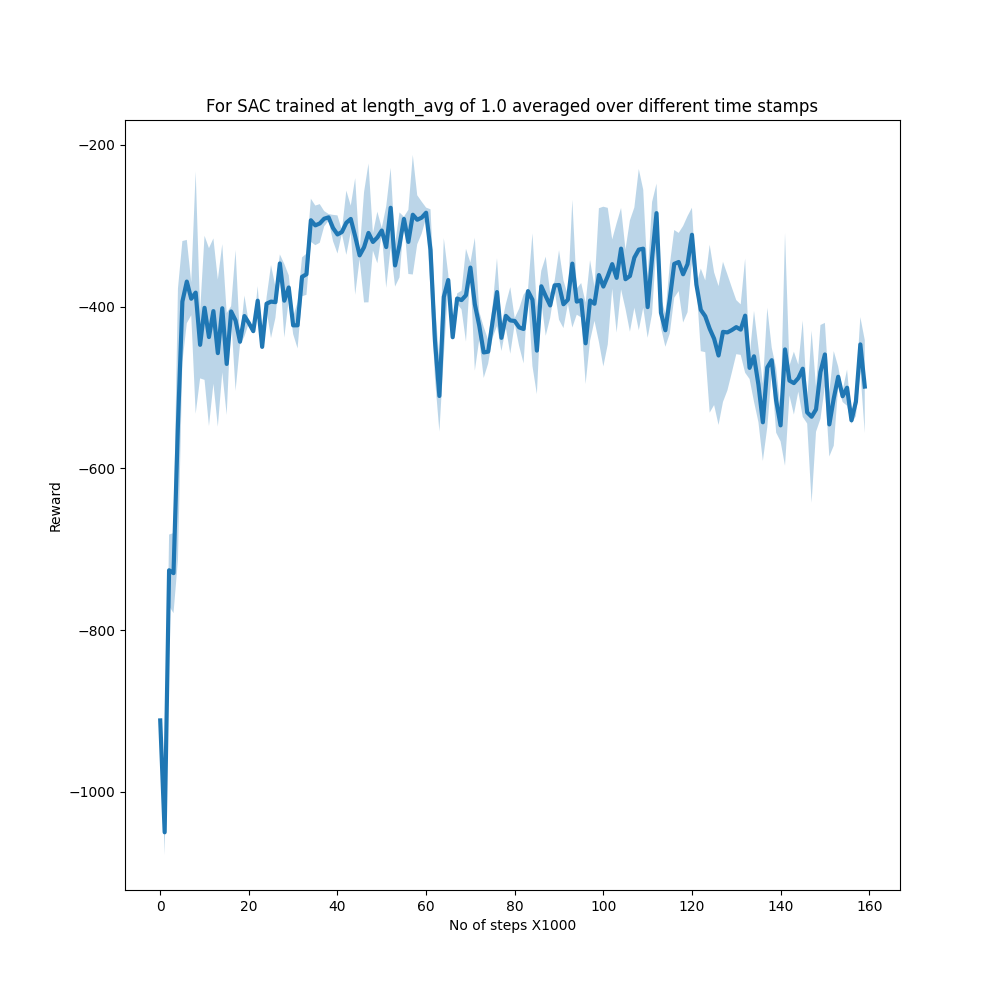 For SAC trained at length_avg of 1.0 averaged over different time stamps
−200
−400
−600
−800
−1000
Reward
0 20 40 60 80 100 120 140 160
No of steps X1000